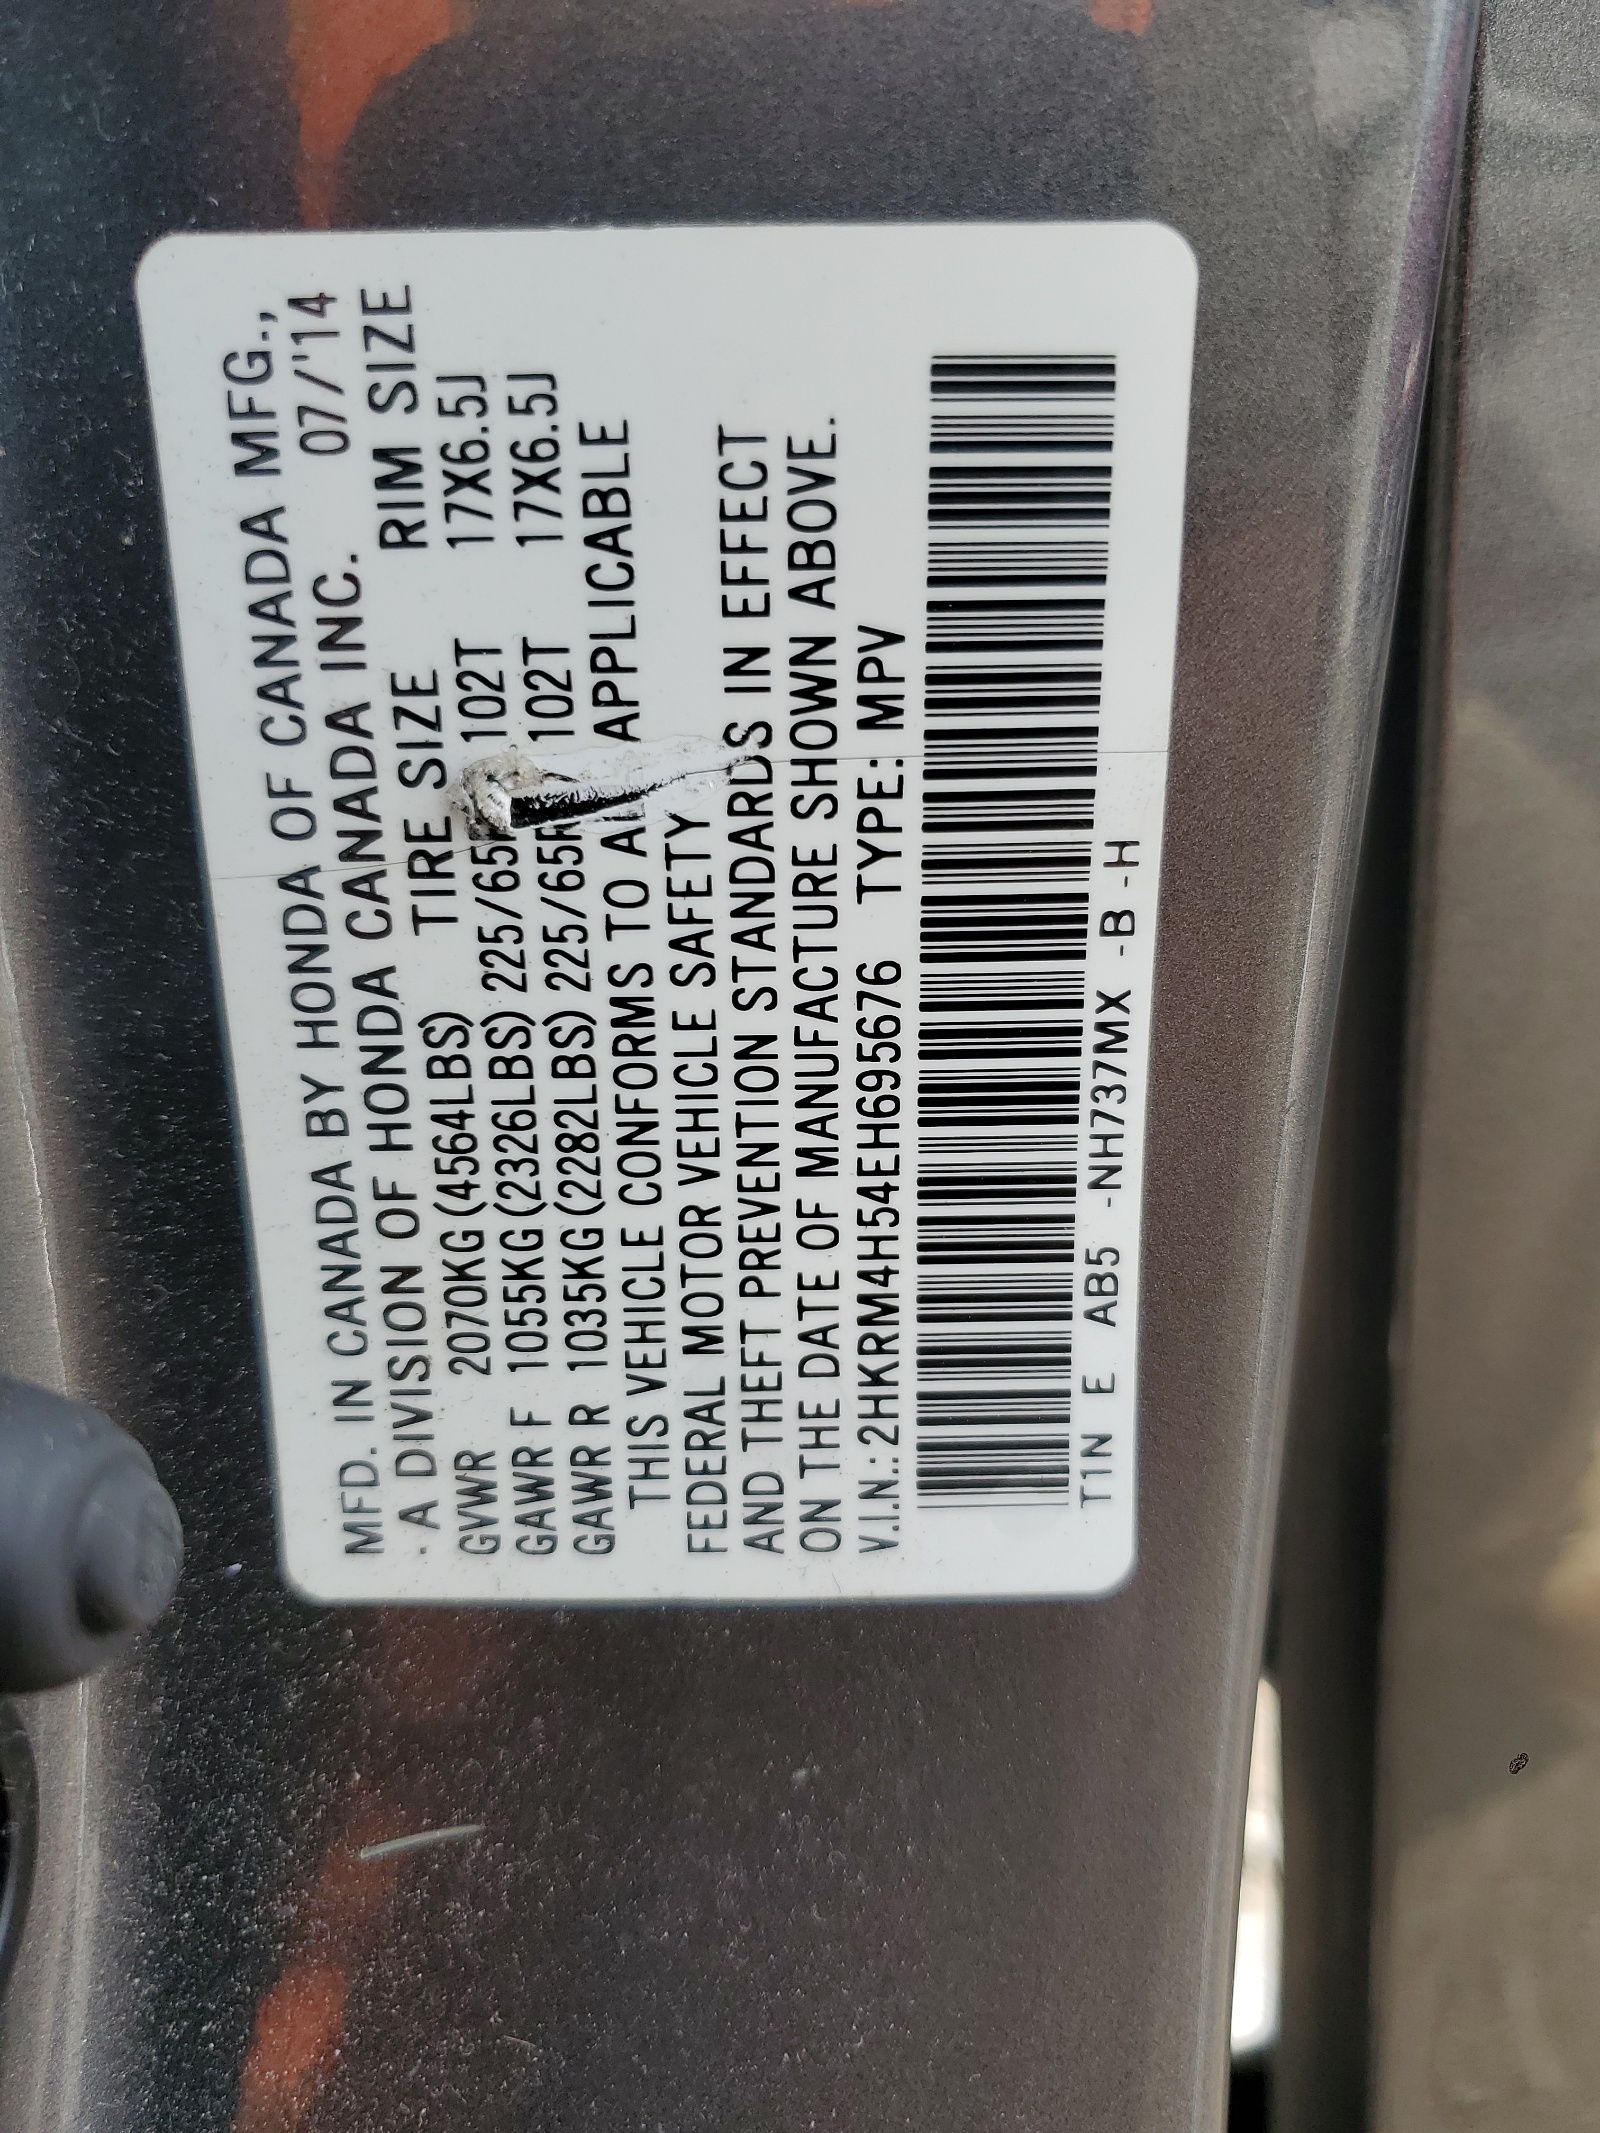 MFD. IN CANADA BY HONDA OF CANADA MFG.,
A DIVISION OF HONDA CANADA INC. 07/'14
TIRE SIZE RIM SIZE
GVWR 2070KG (4564LBS)
GAWR F 1055KG (2326LBS) 225/65R 102T 17X6.5J
GAWR R 1035KG (2282LBS) 225/65R 102T 17X6.5J
THIS VEHICLE CONFORMS TO APPLICABLE
FEDERAL MOTOR VEHICLE SAFETY
AND THEFT PREVENTION STANDARDS IN EFFECT
ON THE DATE OF MANUFACTURE SHOWN ABOVE.
V.I.N.: 2HKRM4H54EH695676 TYPE: MPV
T1N E AB5 -NH737MX -B -H